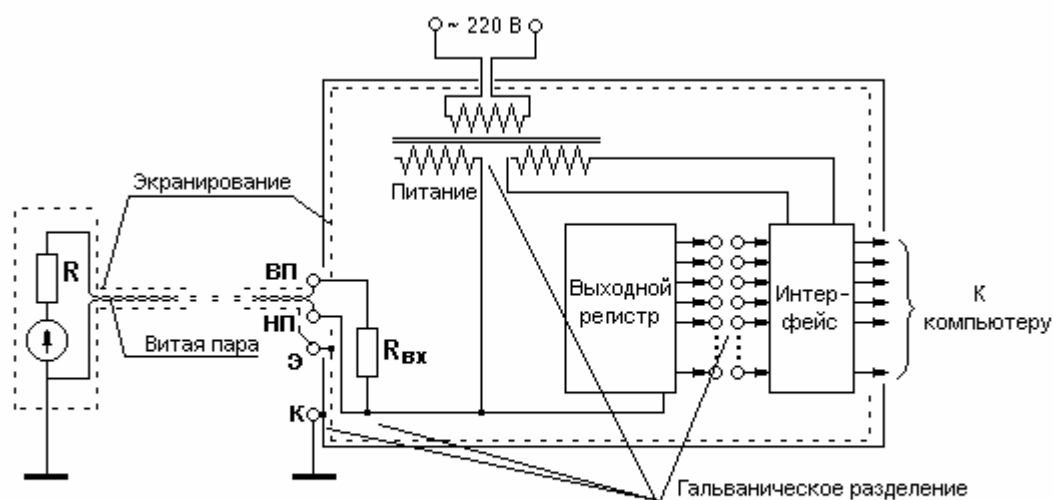 ~ 220 В
Экранирование
Питание
R
ВП
НП
Э
К
Rвх
Витая пара
Выходной
регистр
Интер-
фейс
К
компьютеру
Гальваническое разделение